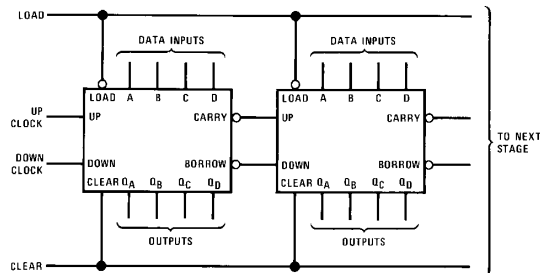 LOAD
DATA INPUTS
DATA INPUTS
LOAD A B C D
LOAD A B C D
UP CLOCK
UP
CARRY
UP
CARRY
TO NEXT STAGE
DOWN CLOCK
DOWN
BORROW
DOWN
BORROW
CLEAR QA QB QC QD
CLEAR QA QB QC QD
OUTPUTS
OUTPUTS
CLEAR